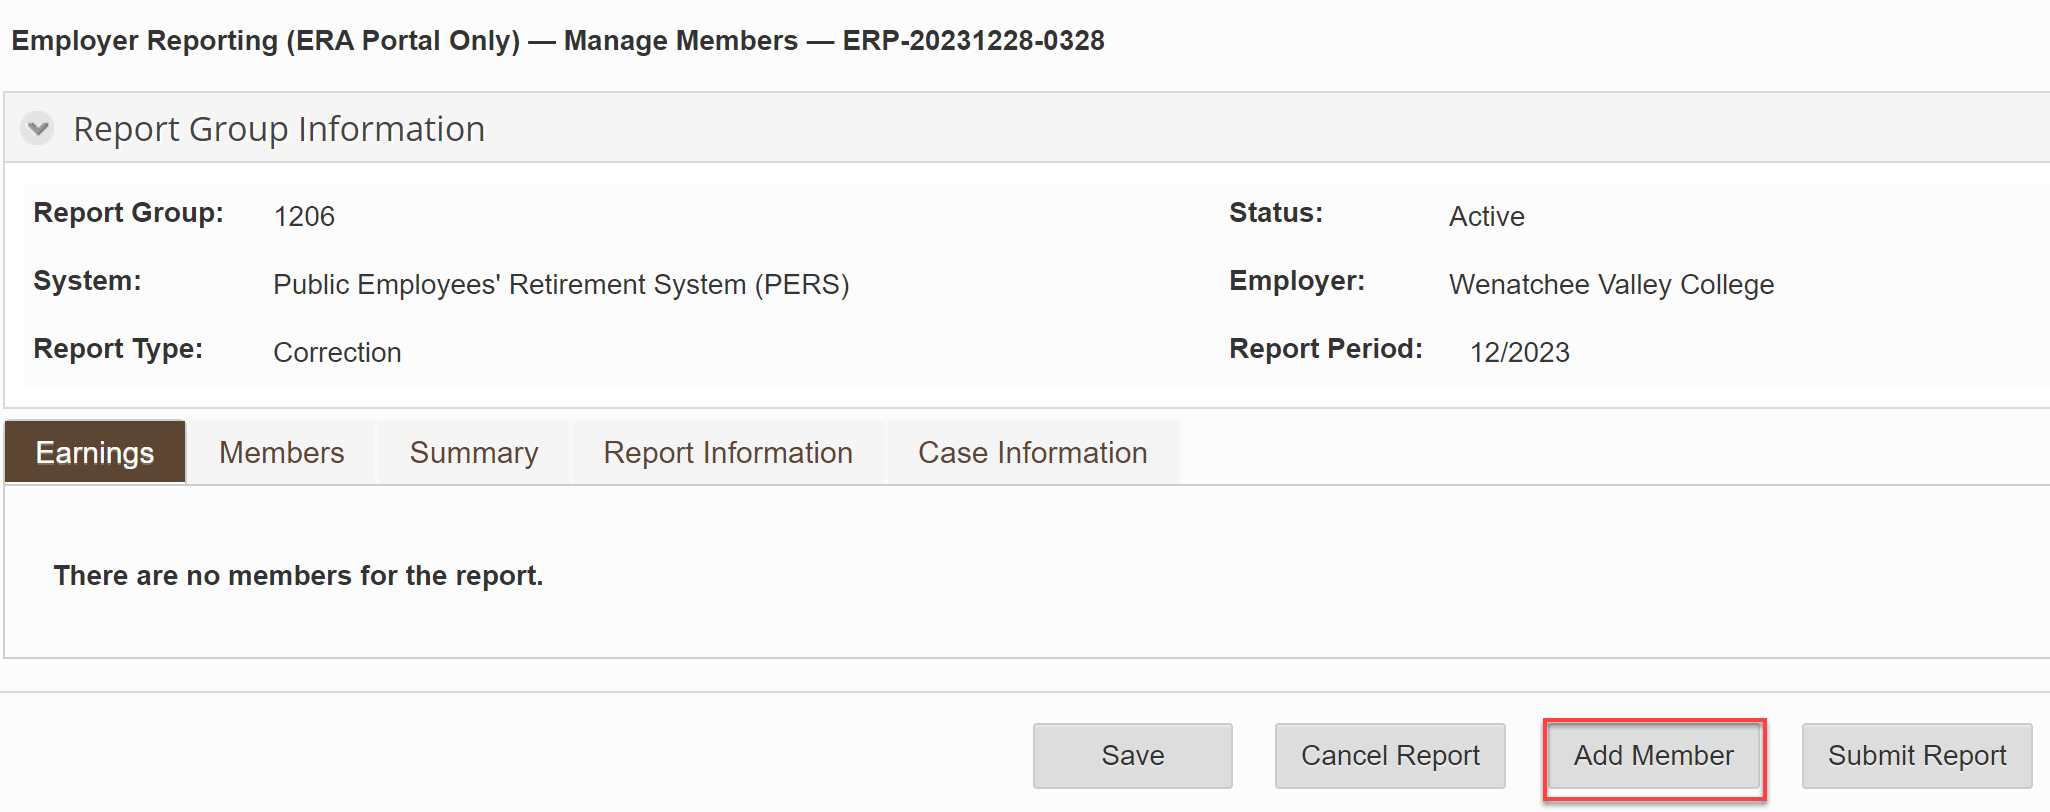 Employer Reporting (ERA Portal Only) — Manage Members — ERP-20231228-0328
Report Group Information
Report Group: 1206 Status: Active
System: Public Employees' Retirement System (PERS) Employer: Wenatchee Valley College
Report Type: Correction Report Period: 12/2023
Earnings Members Summary Report Information Case Information
There are no members for the report.
Save Cancel Report Add Member Submit Report